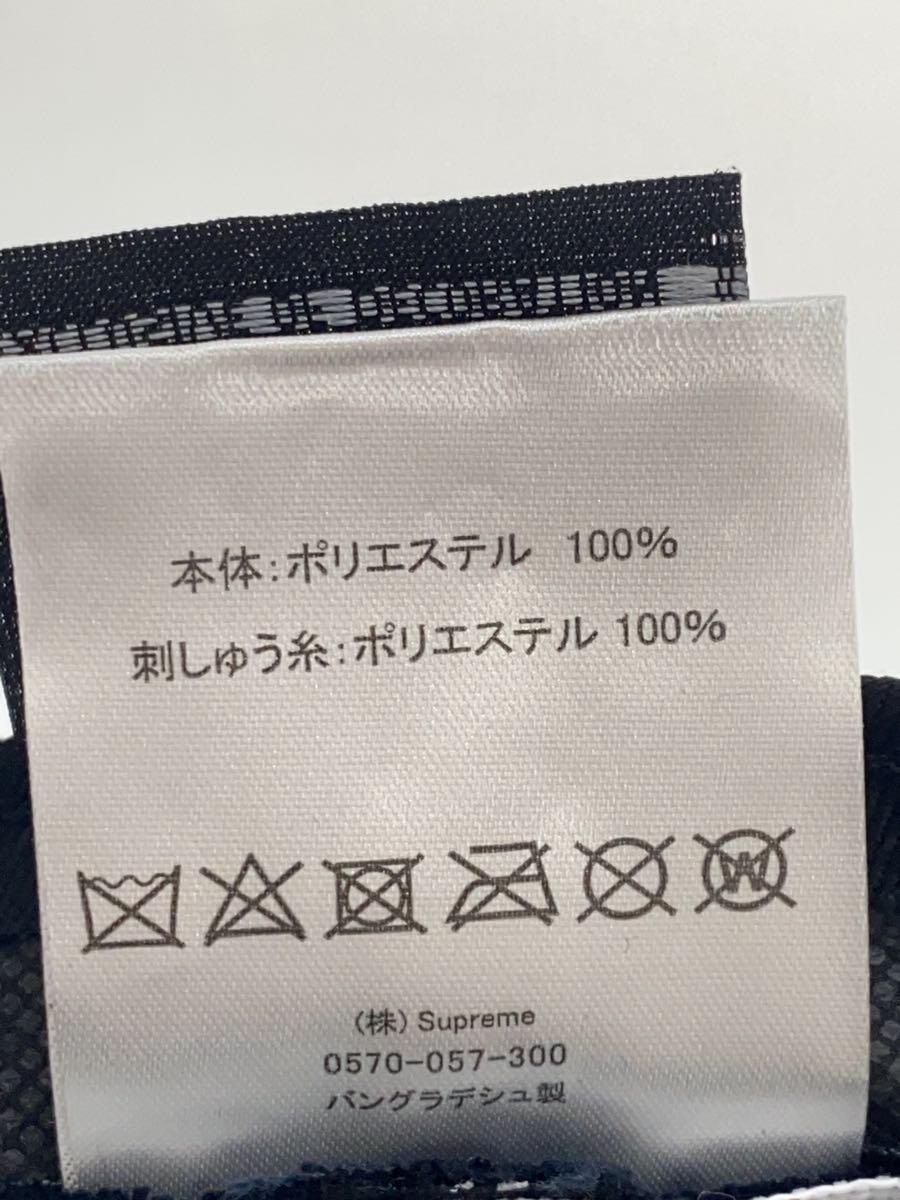 本体:ポリエステル 100%
刺しゅう糸:ポリエステル 100%
W
(株) Supreme
0570-057-300
バングラデシュ製